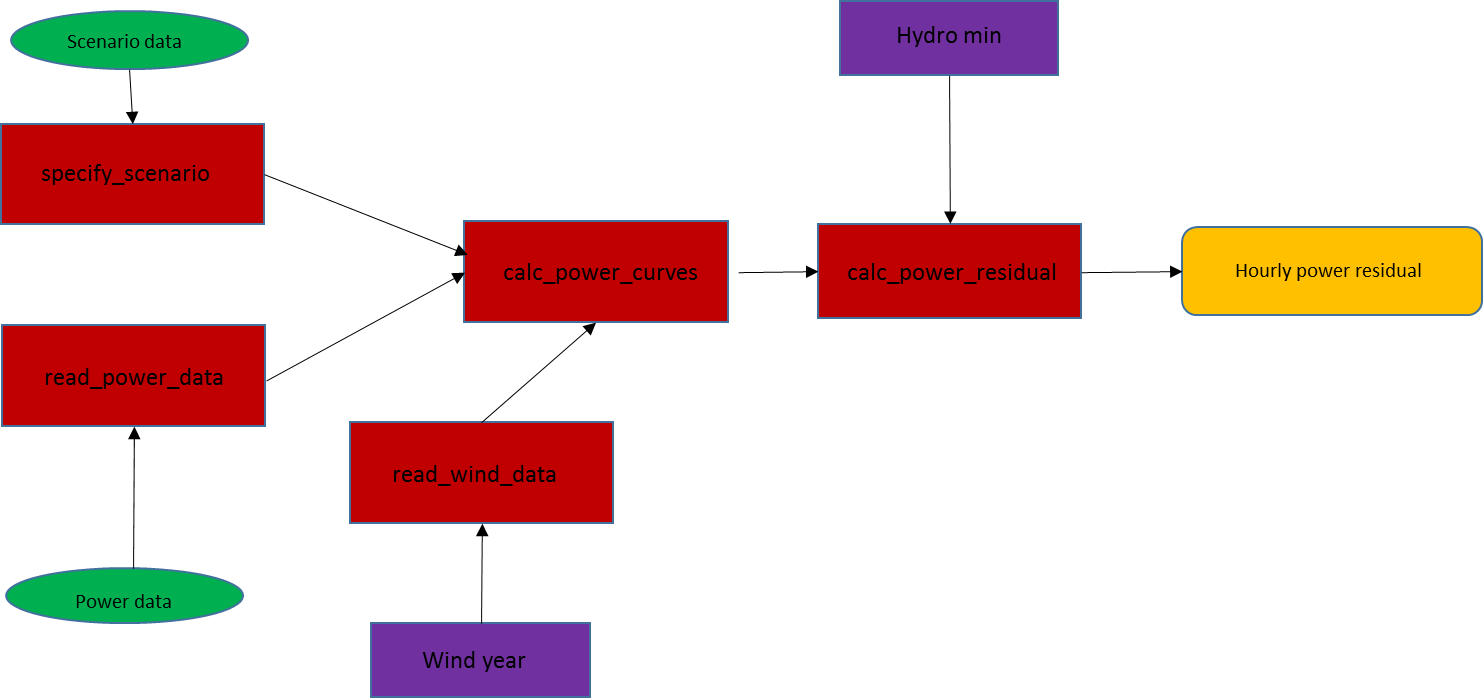 Scenario data
Hydro min
specify_scenario
calc_power_curves
calc_power_residual
Hourly power residual
read_power_data
read_wind_data
Power data
Wind year